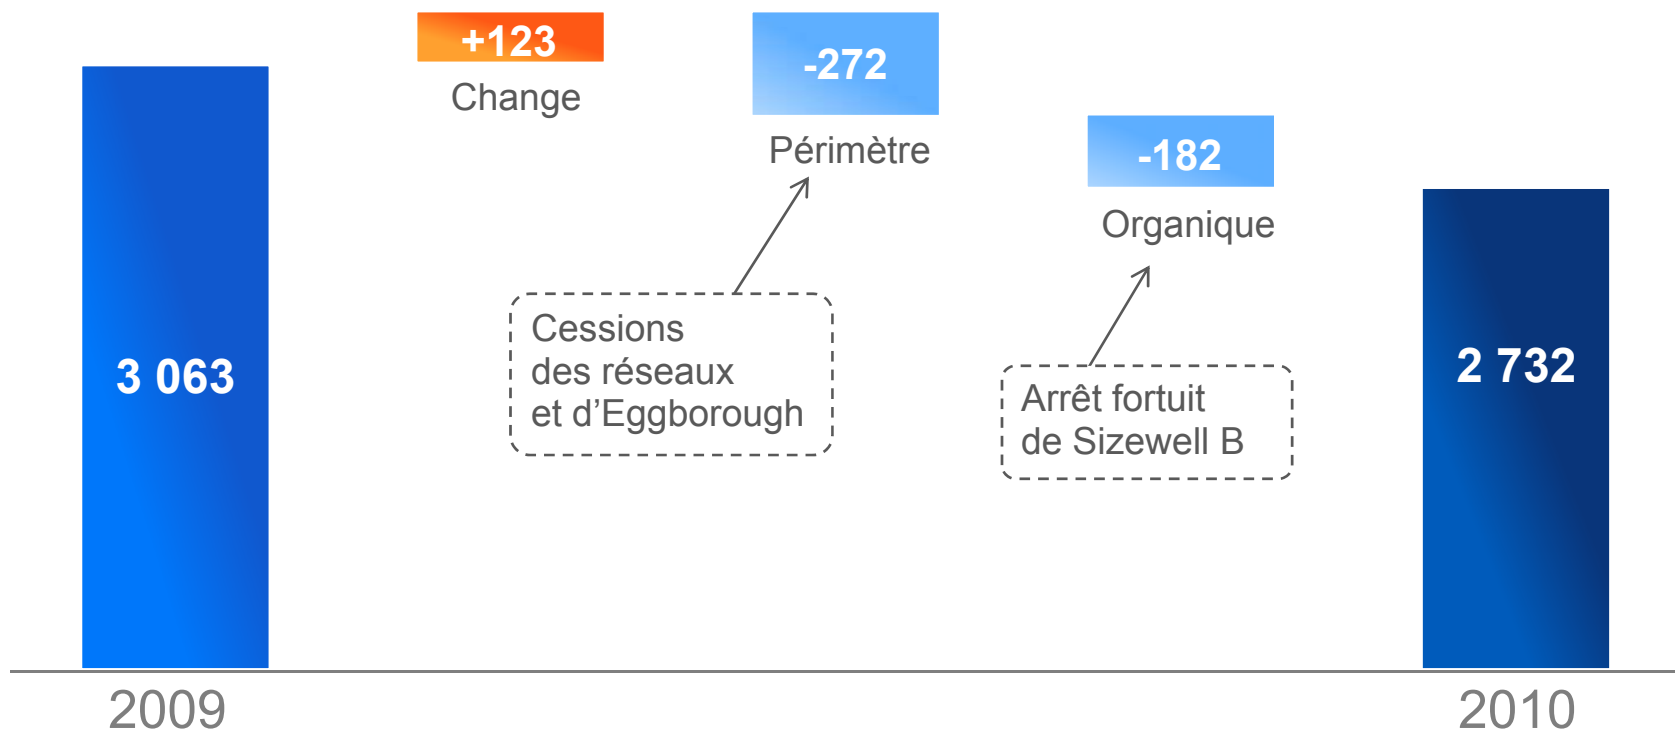 +123
Change
-272
Périmètre
-182
Organique
Cessions
des réseaux
et d’Eggborough
Arrêt fortuit
de Sizewell B
3 063
2 732
2009
2010